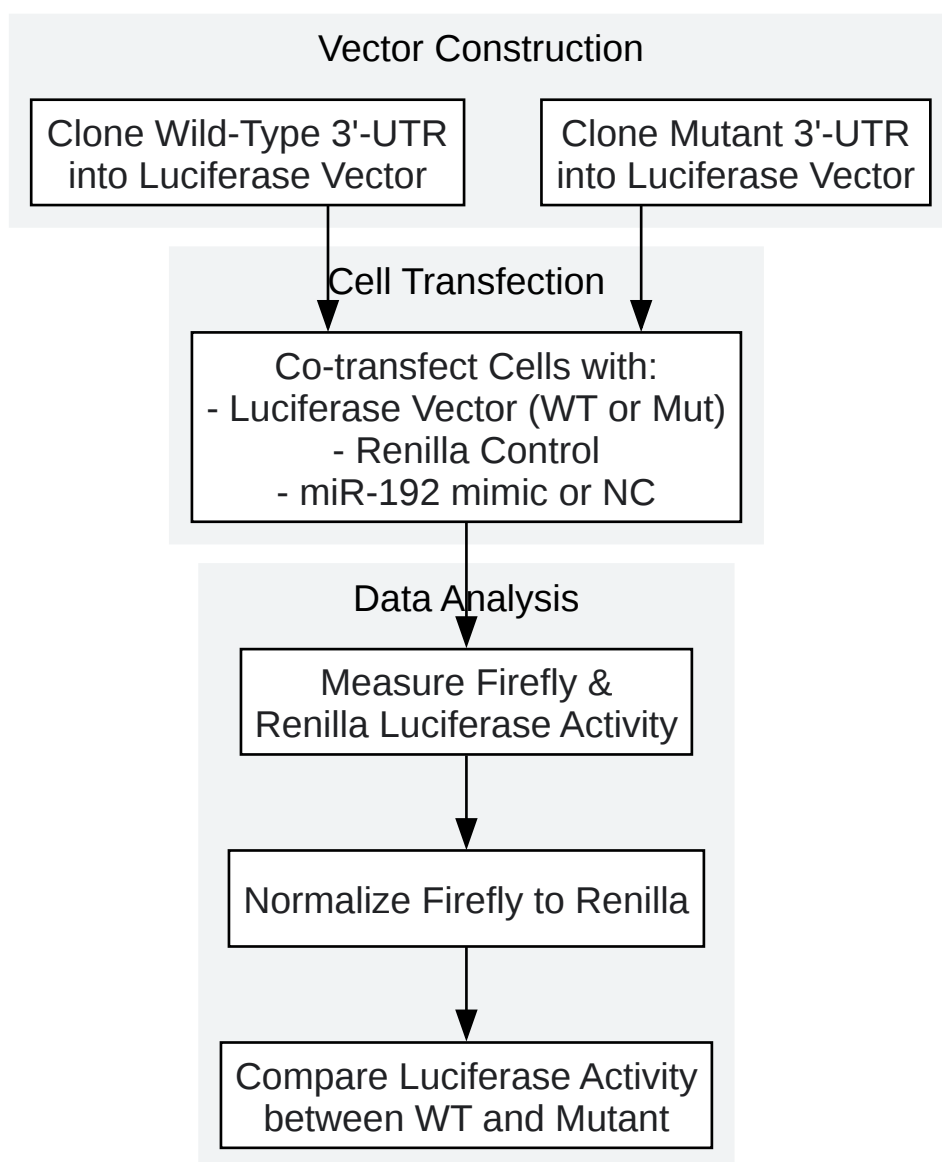 Vector Construction
Clone Wild-Type 3'-UTR
into Luciferase Vector
Clone Mutant 3'-UTR
into Luciferase Vector
Cell Transfection
Co-transfect Cells with:
- Luciferase Vector (WT or Mut)
- Renilla Control
- miR-192 mimic or NC
Data Analysis
Measure Firefly &
Renilla Luciferase Activity
Normalize Firefly to Renilla
Compare Luciferase Activity
between WT and Mutant